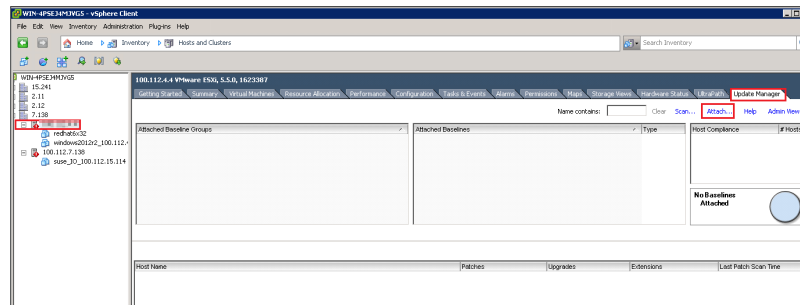 WIN-4PSEJ4MJVG5 - vSphere Client
File Edit View Inventory Administration Plug-ins Help
Home Inventory Hosts and Clusters Search Inventory
WIN-4PSEJ4MJVG5
15.241
2.11
2.12
7.138
redhat6x32
windows2012r2_100.112.
100.112.7.138
suse_IO_100.112.15.114
100.112.4.4 VMware ESXi, 5.5.0, 1623387
Getting Started Summary Virtual Machines Resource Allocation Performance Configuration Tasks & Events Alarms Permissions Maps Storage Views Hardware Status UltraPath Update Manager
Name contains: Clear Scan... Attach... Help Admin View
Attached Baseline Groups Attached Baselines Type Host Compliance # Hosts
No Baselines
Attached
Host Name Patches Upgrades Extensions Last Patch Scan Time